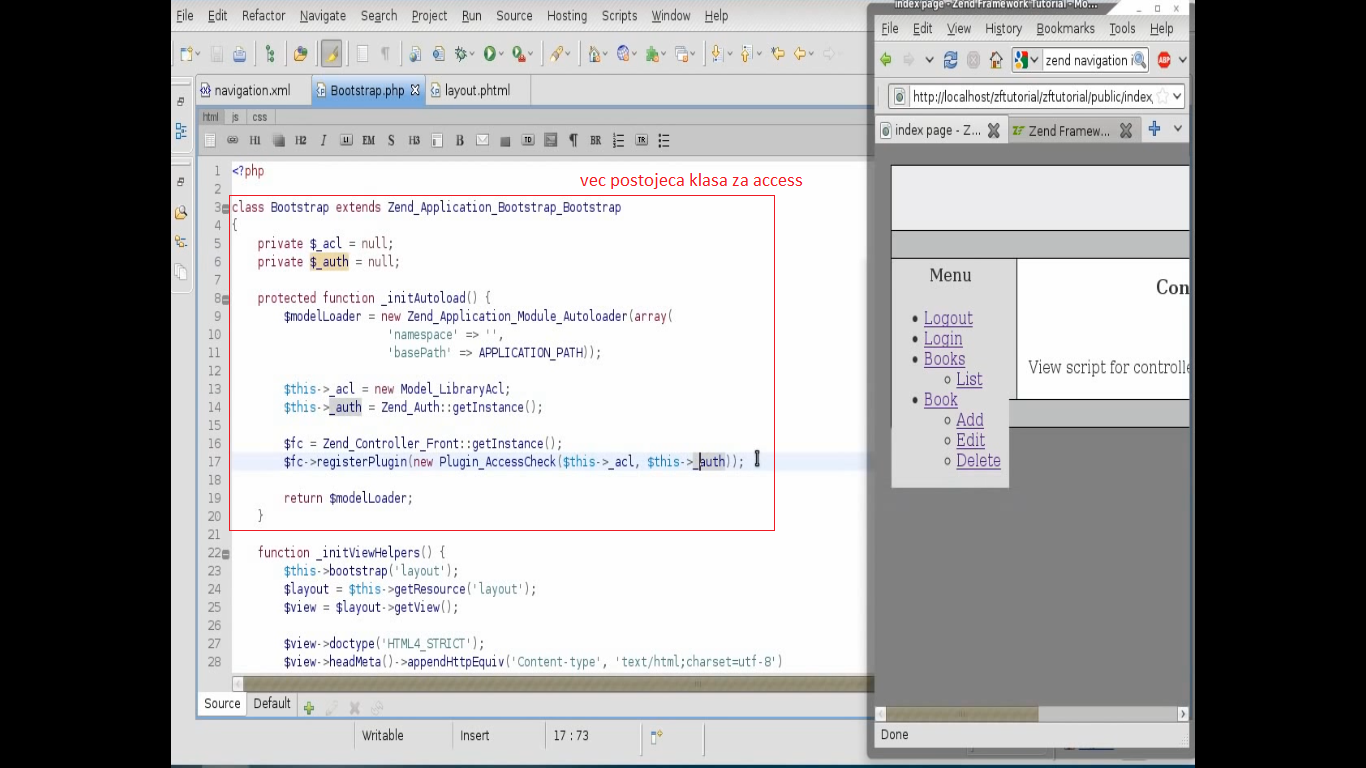 File Edit Refactor Navigate Search Project Run Source Hosting Scripts Window Help
navigation.xml Bootstrap.php layout.phtml
html js css
H1 H2 I LI EM S H3 B TD ¶ BR TR
vec postojeca klasa za access
1 <?php
2
3 class Bootstrap extends Zend_Application_Bootstrap_Bootstrap
4 {
5 private $_acl = null;
6 private $_auth = null;
7
8 protected function _initAutoload() {
9 $modelLoader = new Zend_Application_Module_Autoloader(array(
10 'namespace' => '',
11 'basePath' => APPLICATION_PATH));
12
13 $this->_acl = new Model_LibraryAcl;
14 $this->_auth = Zend_Auth::getInstance();
15
16 $fc = Zend_Controller_Front::getInstance();
17 $fc->registerPlugin(new Plugin_AccessCheck($this->_acl, $this->_auth));
18
19 return $modelLoader;
20 }
21
22 function _initViewHelpers() {
23 $this->bootstrap('layout');
24 $layout = $this->getResource('layout');
25 $view = $layout->getView();
26
27 $view->doctype('HTML4_STRICT');
28 $view->headMeta()->appendHttpEquiv('Content-type', 'text/html;charset=utf-8')
Source Default
Writable Insert 17 : 73
index page - Zend Framework Tutorial - Mo...
File Edit View History Bookmarks Tools Help
zend navigation i
ABP
http://localhost/zftutorial/zftutorial/public/index
index page - Z... Zend Framew...
Menu
Logout
Login
Books
List
Book
Add
Edit
Delete
Con
View script for controlle
Done